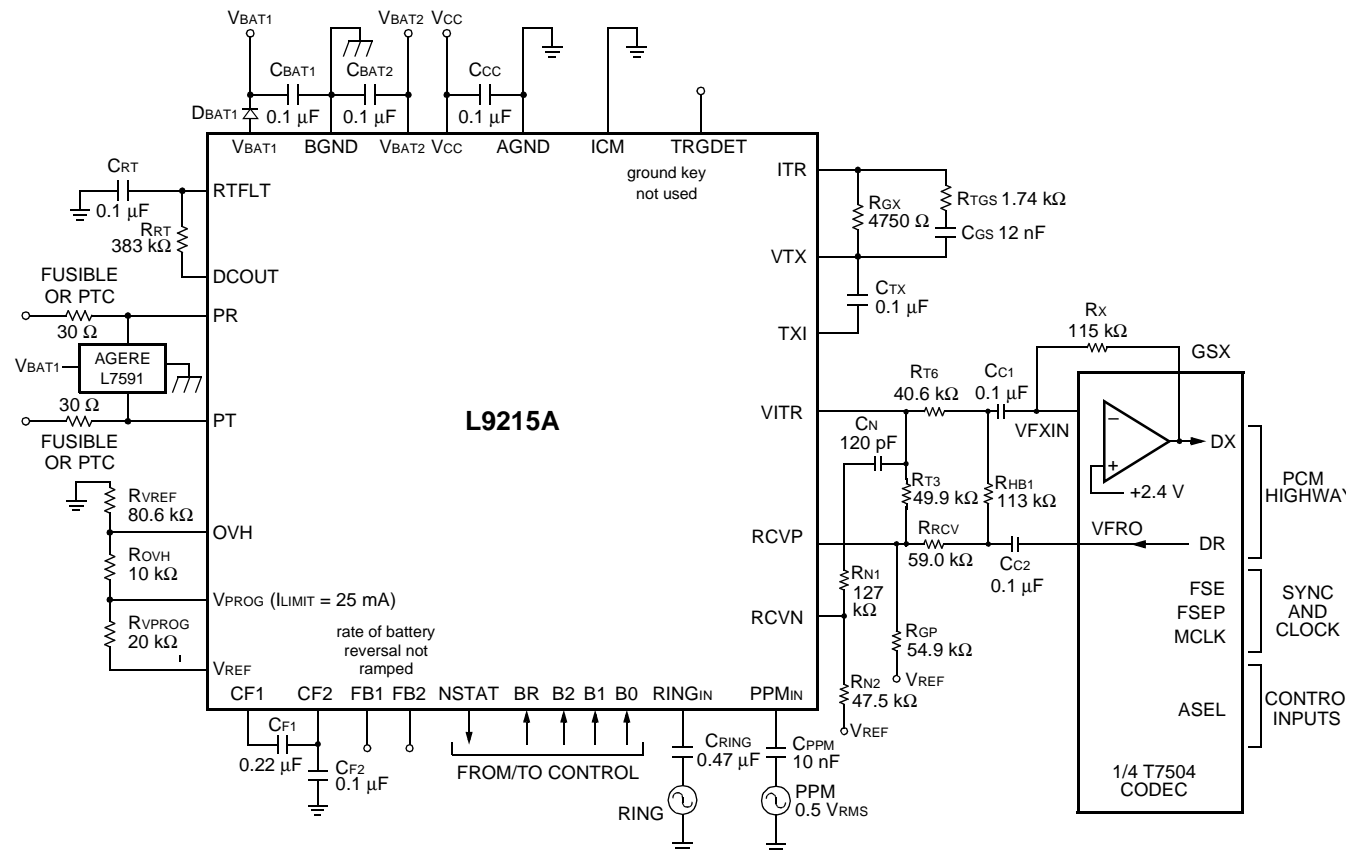 VBAT1
VBAT2
VCC
CBAT1
0.1 µF
CBAT2
0.1 µF
CCC
0.1 µF
DBAT1
VBAT1
BGND
VBAT2
VCC
AGND
ICM
TRGDET
ground key
not used
CRT
0.1 µF
RTFLT
RRT
383 kΩ
DCOUT
FUSIBLE
OR PTC
30 Ω
PR
VBAT1
AGERE
L7591
30 Ω
PT
FUSIBLE
OR PTC
RVREF
80.6 kΩ
OVH
ROVH
10 kΩ
VPROG (ILIMIT = 25 mA)
RVPROG
20 kΩ
VREF
L9215A
rate of battery
reversal not
ramped
CF1
CF2
FB1
FB2
NSTAT
BR
B2
B1
B0
RINGIN
PPMIN
CF1
0.22 µF
CF2
0.1 µF
FROM/TO CONTROL
CRING
0.47 µF
RING
CPPM
10 nF
PPM
0.5 VRMS
ITR
RGX
4750 Ω
RTGS 1.74 kΩ
CGS 12 nF
VTX
CTX
0.1 µF
TXI
VITR
RT6
40.6 kΩ
CC1
0.1 µF
RX
115 kΩ
GSX
VFXIN
CN
120 pF
RT3
49.9 kΩ
RHB1
113 kΩ
RCVP
RRCV
59.0 kΩ
CC2
0.1 µF
VFRO
RN1
127
kΩ
RCVN
RGP
54.9 kΩ
VREF
RN2
47.5 kΩ
VREF
−
+
+2.4 V
DX
DR
PCM
HIGHWAY
FSE
FSEP
MCLK
SYNC
AND
CLOCK
ASEL
CONTRO
INPUTS
1/4 T7504
CODEC